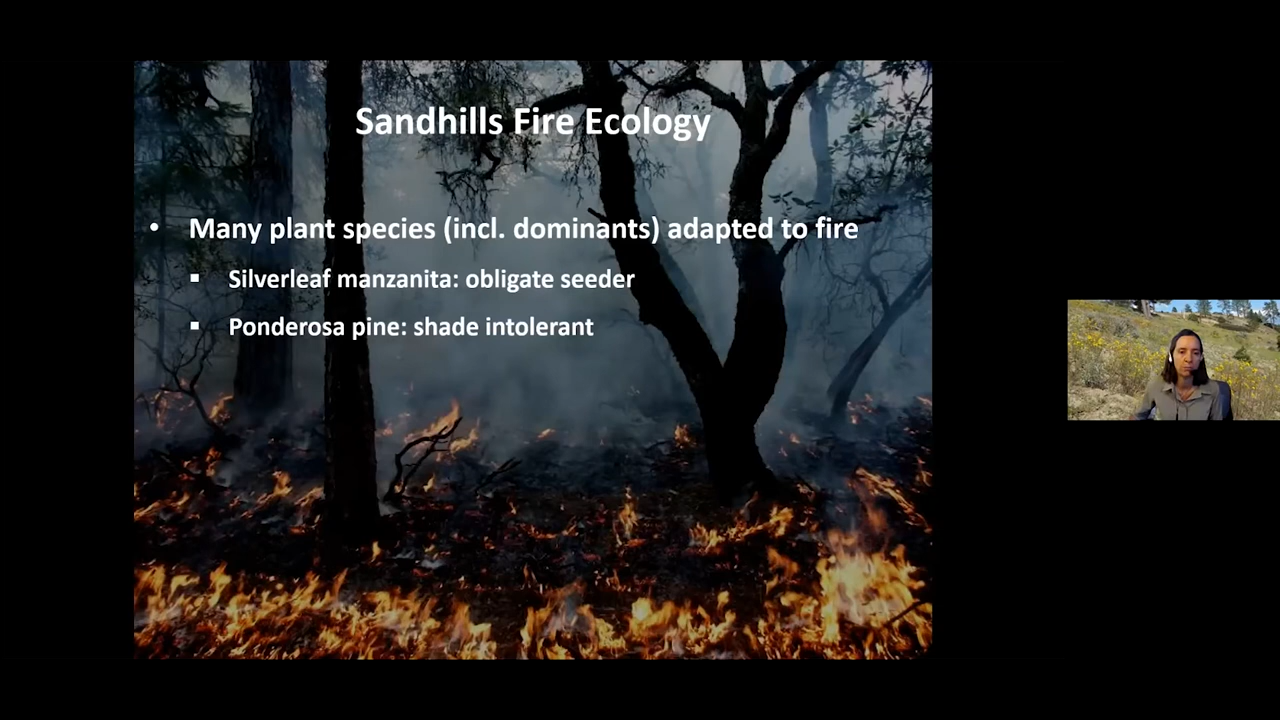 Sandhills Fire Ecology
• Many plant species (incl. dominants) adapted to fire
▪ Silverleaf manzanita: obligate seeder
▪ Ponderosa pine: shade intolerant